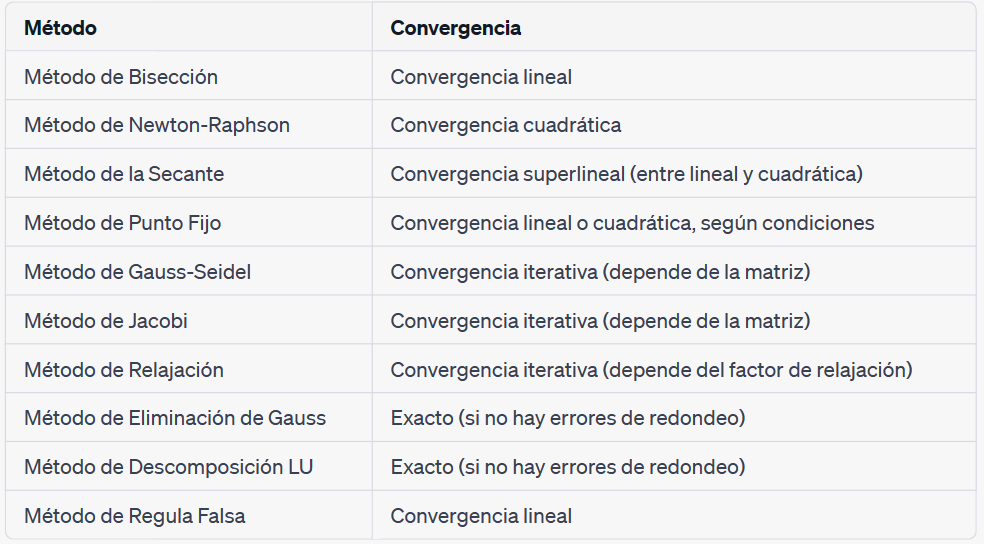 Método Convergencia
Método de Bisección Convergencia lineal
Método de Newton-Raphson Convergencia cuadrática
Método de la Secante Convergencia superlineal (entre lineal y cuadrática)
Método de Punto Fijo Convergencia lineal o cuadrática, según condiciones
Método de Gauss-Seidel Convergencia iterativa (depende de la matriz)
Método de Jacobi Convergencia iterativa (depende de la matriz)
Método de Relajación Convergencia iterativa (depende del factor de relajación)
Método de Eliminación de Gauss Exacto (si no hay errores de redondeo)
Método de Descomposición LU Exacto (si no hay errores de redondeo)
Método de Regula Falsa Convergencia lineal